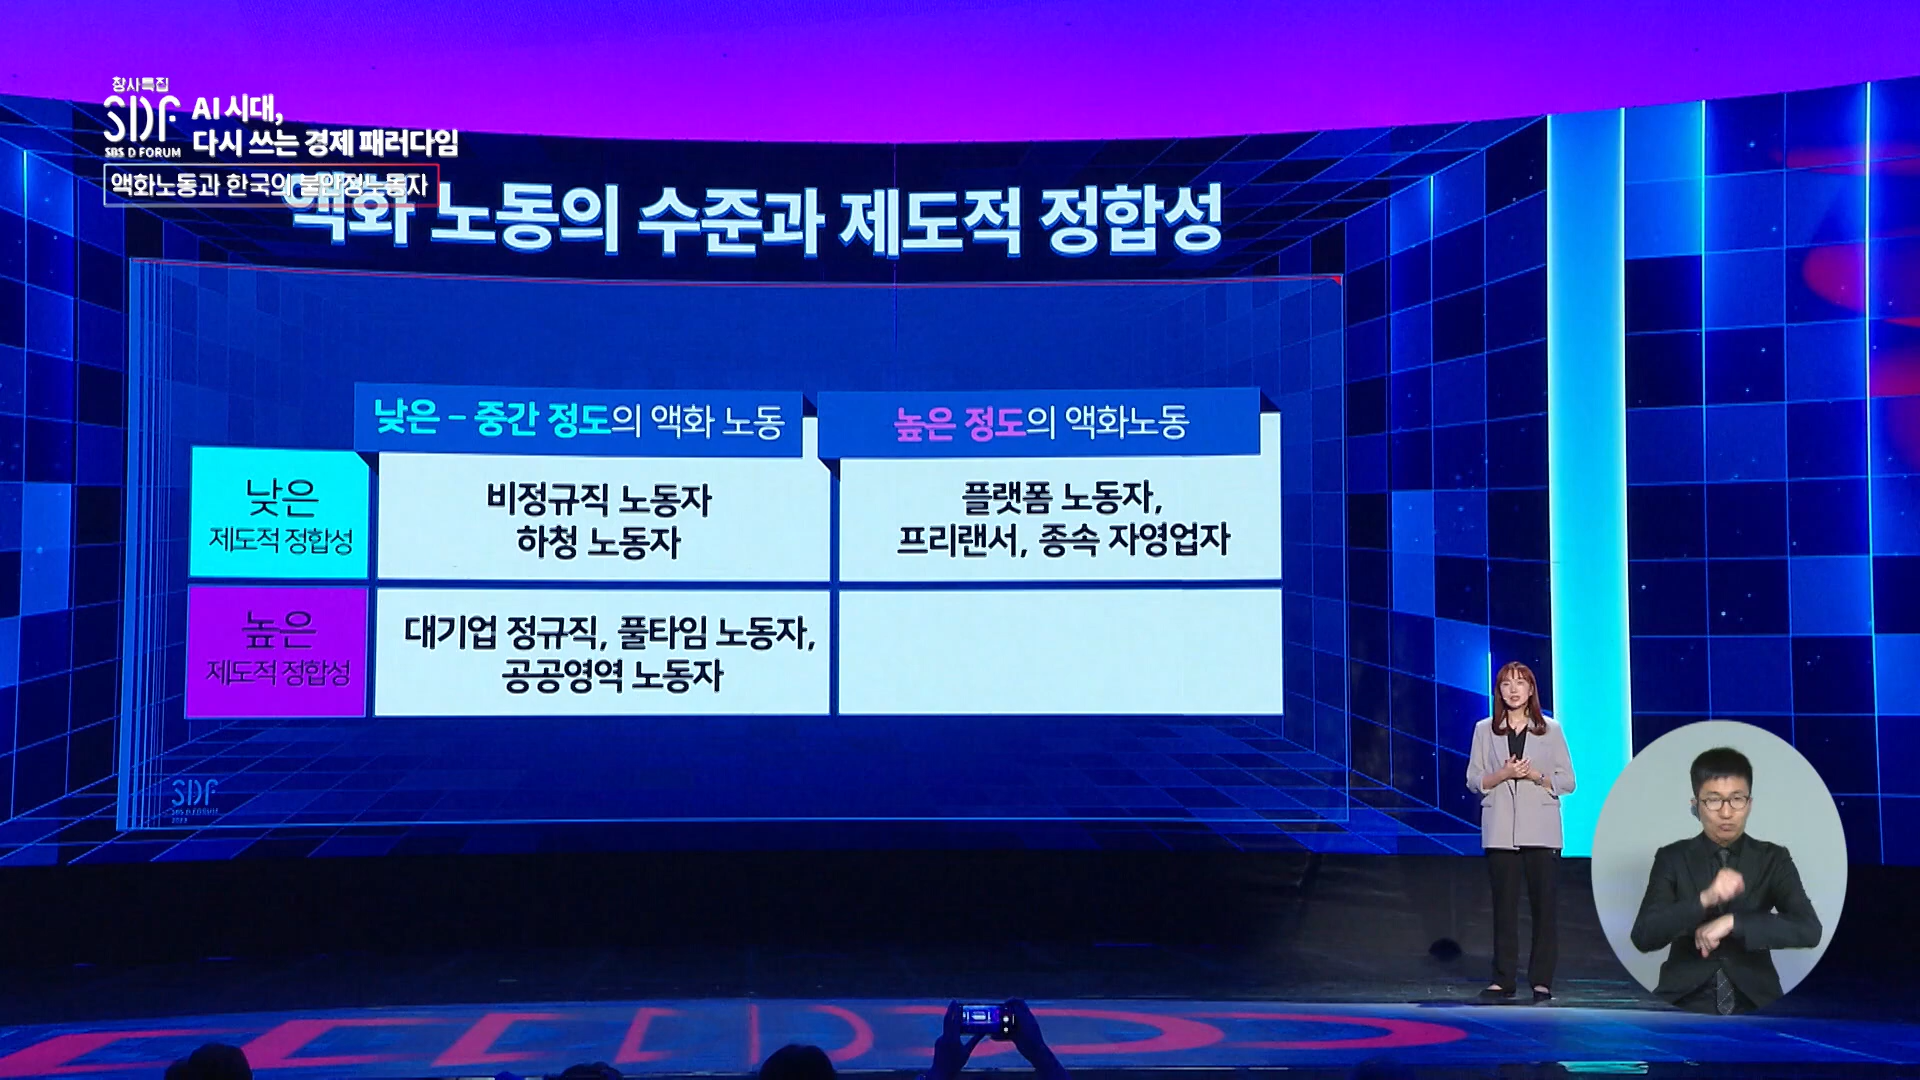 창사특집
SDF
SBS D FORUM
AI 시대,
다시 쓰는 경제 패러다임
액화노동과 한국의 불안정노동자
액화 노동의 수준과 제도적 정합성
낮은 – 중간 정도의 액화 노동
높은 정도의 액화노동
낮은
제도적 정합성
비정규직 노동자
하청 노동자
플랫폼 노동자,
프리랜서, 종속 자영업자
높은
제도적 정합성
대기업 정규직, 풀타임 노동자,
공공영역 노동자
SDF
SBS D FORUM
2023